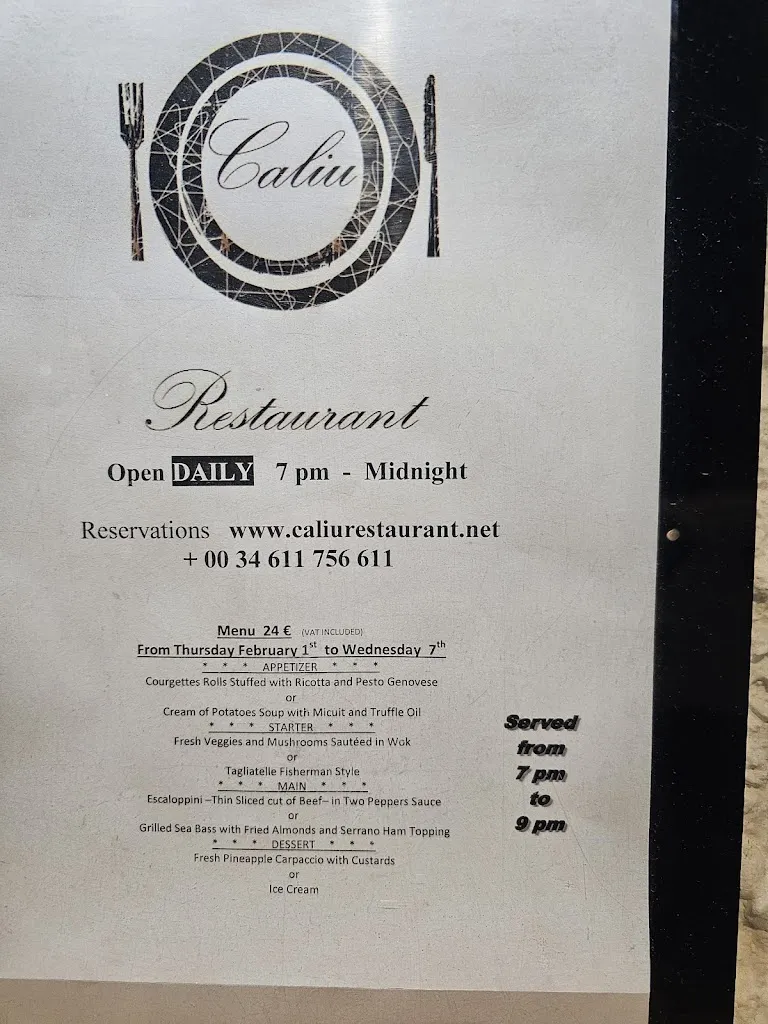 Caliu
Restaurant
Open DAILY 7 pm - Midnight
Reservations www.caliurestaurant.net
+ 00 34 611 756 611
Menu 24 € (VAT INCLUDED)
From Thursday February 1st to Wednesday 7th
* * * APPETIZER * * *
Courgettes Rolls Stuffed with Ricotta and Pesto Genovese
or
Cream of Potatoes Soup with Micuit and Truffle Oil
* * * STARTER * * *
Fresh Veggies and Mushrooms Sautéed in Wok
or
Tagliatelle Fisherman Style
* * * MAIN * * *
Escaloppini –Thin Sliced cut of Beef– in Two Peppers Sauce
or
Grilled Sea Bass with Fried Almonds and Serrano Ham Topping
* * * DESSERT * * *
Fresh Pineapple Carpaccio with Custards
or
Ice Cream
Served
from
7 pm
to
9 pm